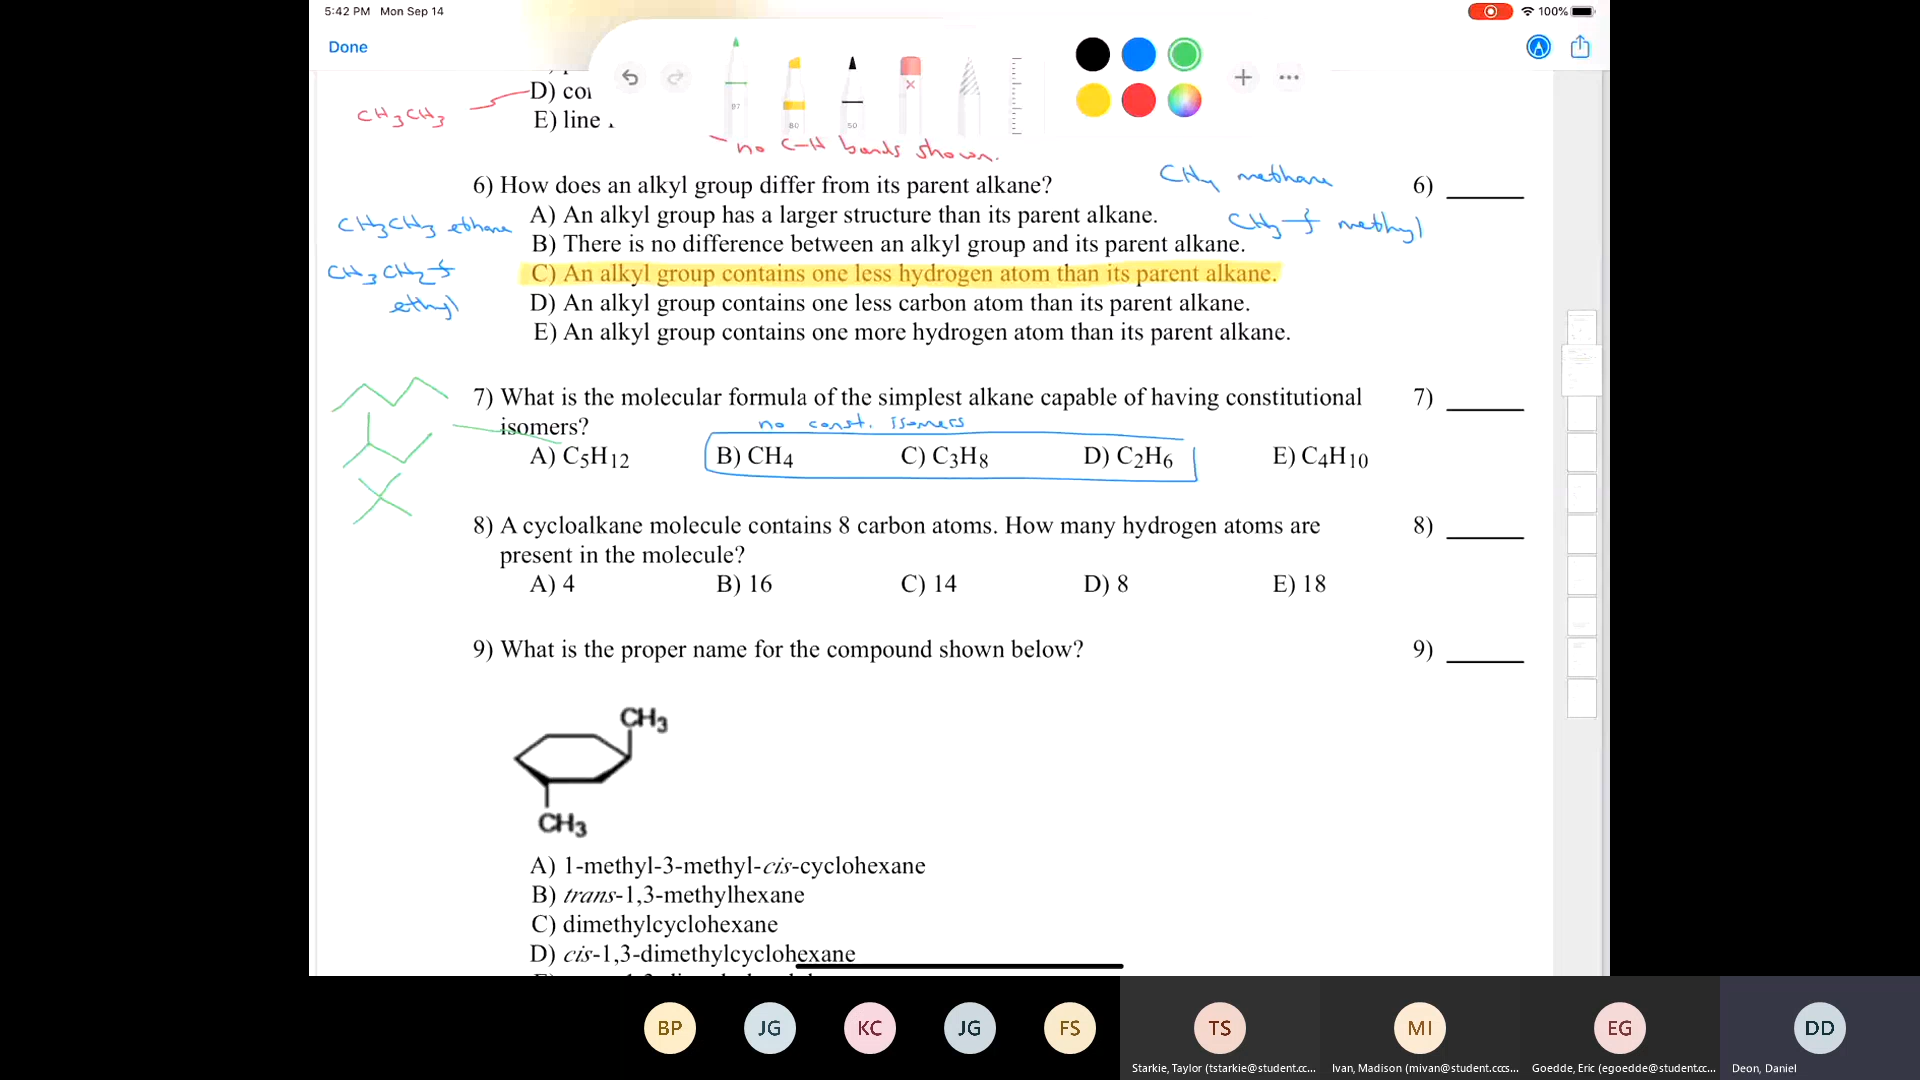 5:42 PM Mon Sep 14
100%
Done
97
80
50
CH3CH3
D) con
E) line
no C-H bonds shown.
6) How does an alkyl group differ from its parent alkane?
6)
CH4 methane
A) An alkyl group has a larger structure than its parent alkane.
CH3 methyl
CH3CH3 ethane
B) There is no difference between an alkyl group and its parent alkane.
C) An alkyl group contains one less hydrogen atom than its parent alkane.
CH3CH2
ethyl
D) An alkyl group contains one less carbon atom than its parent alkane.
E) An alkyl group contains one more hydrogen atom than its parent alkane.
7) What is the molecular formula of the simplest alkane capable of having constitutional
isomers?
7)
no const. isomers
A) C5H12 B) CH4 C) C3H8 D) C2H6 E) C4H10
8) A cycloalkane molecule contains 8 carbon atoms. How many hydrogen atoms are
present in the molecule?
8)
A) 4 B) 16 C) 14 D) 8 E) 18
9) What is the proper name for the compound shown below?
9)
CH3
CH3
A) 1-methyl-3-methyl-cis-cyclohexane
B) trans-1,3-methylhexane
C) dimethylcyclohexane
D) cis-1,3-dimethylcyclohexane
BP JG KC JG FS TS MI EG DD
Starkie, Taylor (tstarkie@student.cc...
Ivan, Madison (mivan@student.cccs...
Goedde, Eric (egoedde@student.cc...
Deon, Daniel